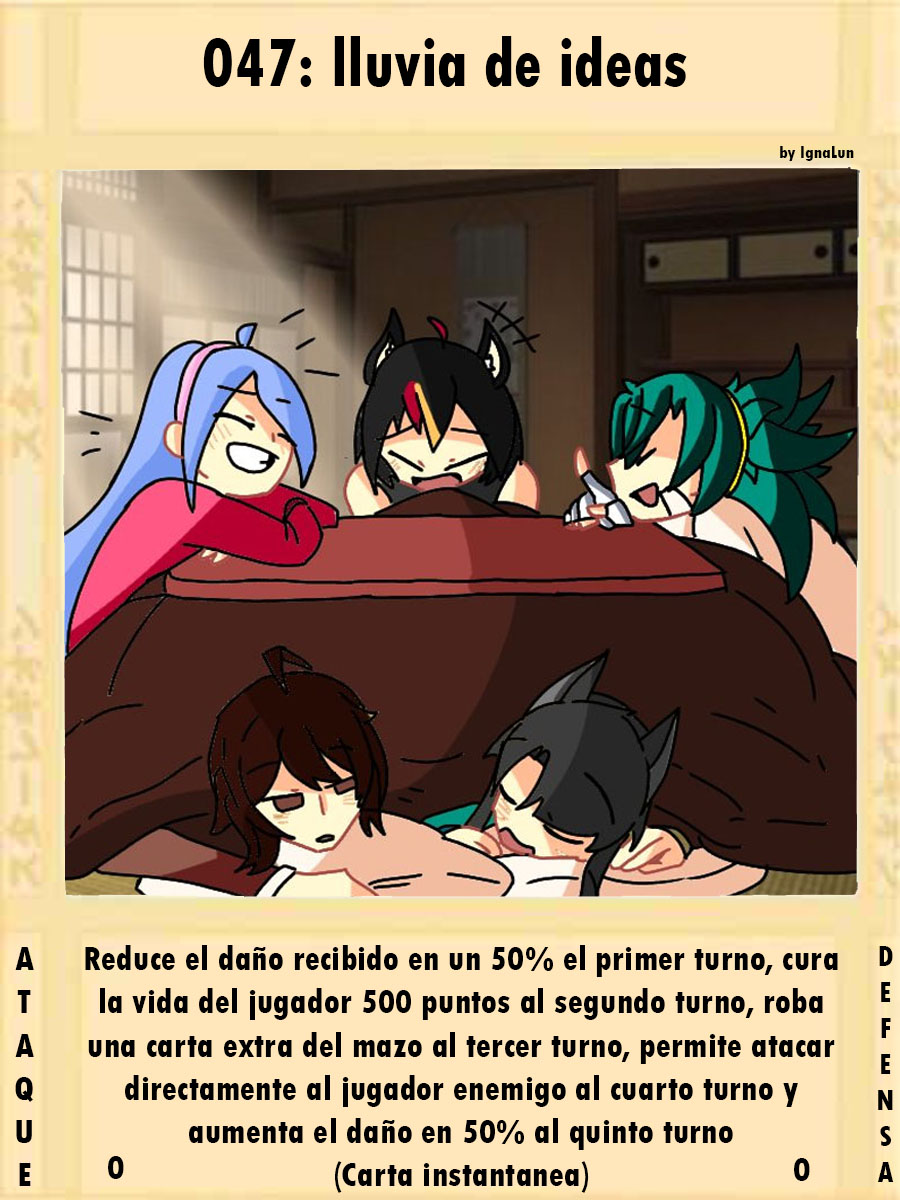 047: lluvia de ideas
by IgnaLun
Reduce el daño recibido en un 50% el primer turno, cura
la vida del jugador 500 puntos al segundo turno, roba
una carta extra del mazo al tercer turno, permite atacar
directamente al jugador enemigo al cuarto turno y
aumenta el daño en 50% al quinto turno
(Carta instantanea)
ATAQUE
0
0
DEFENSA